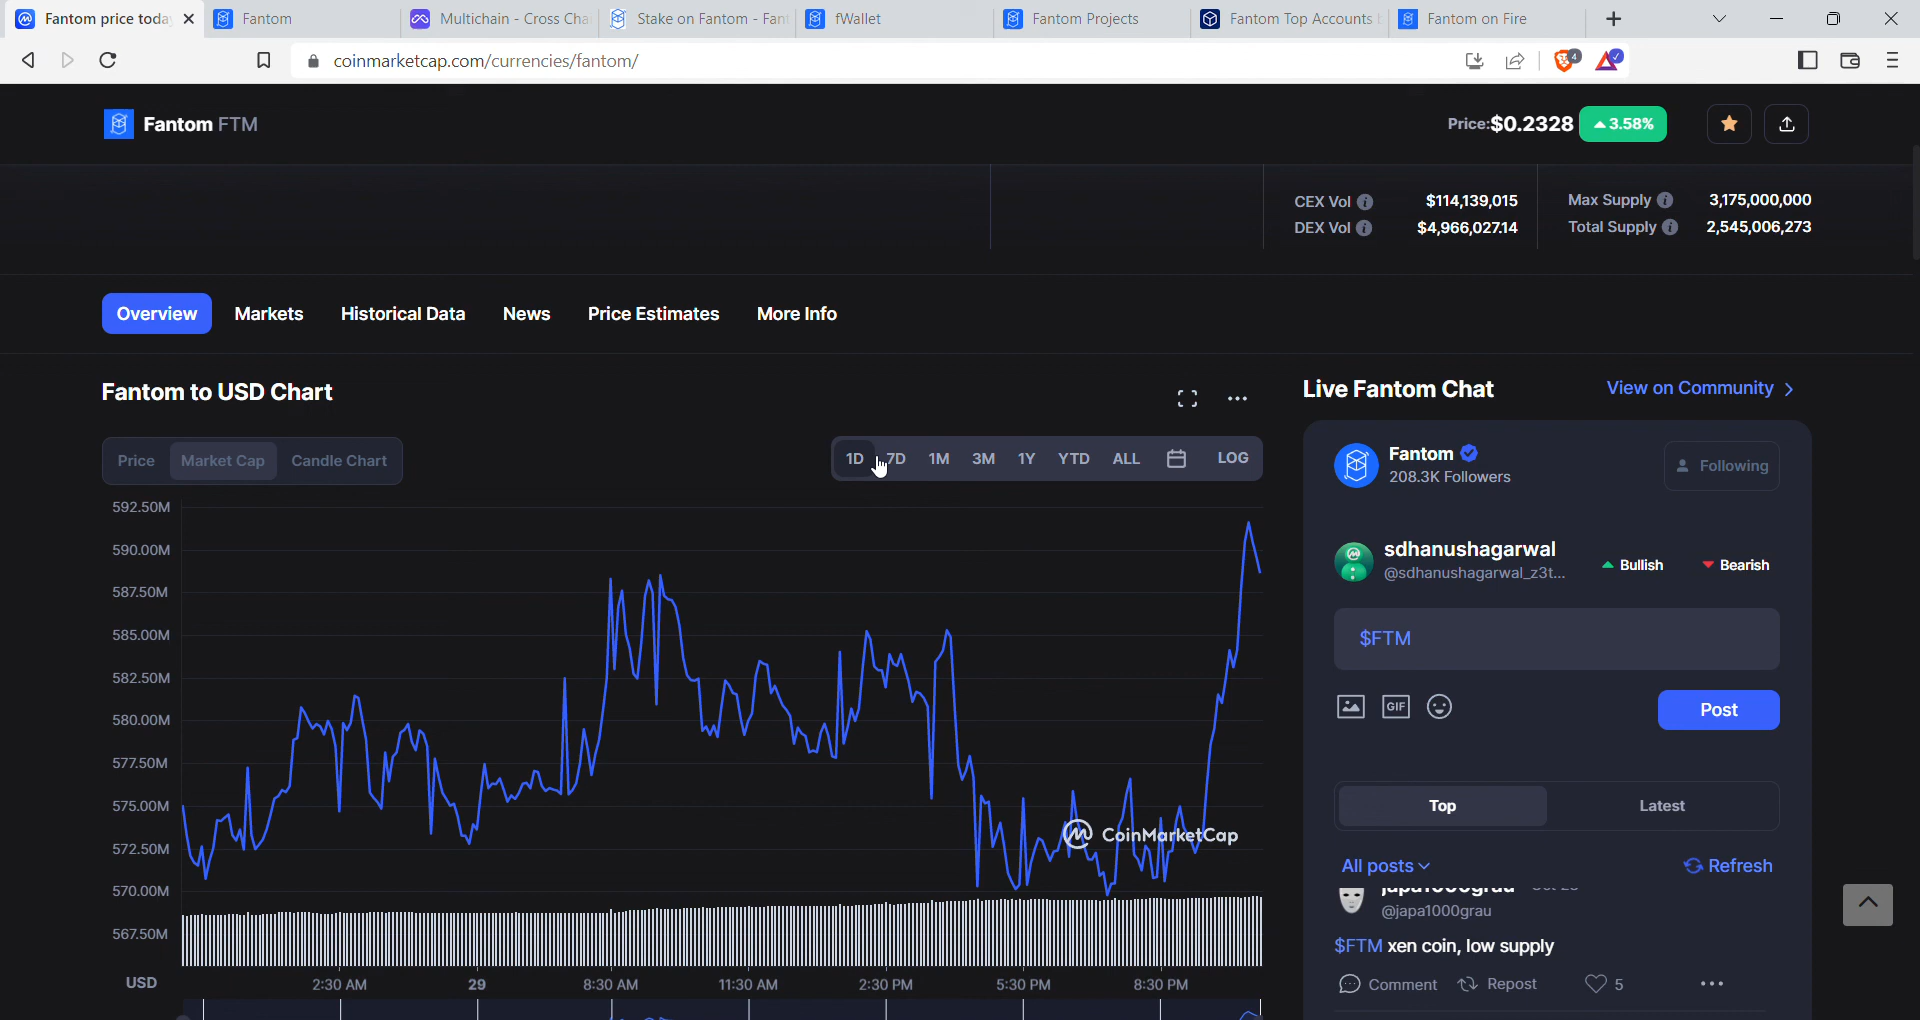 Fantom price toda
Fantom
Multichain - Cross Cha
Stake on Fantom - Fant
fWallet
Fantom Projects
Fantom Top Accounts b
Fantom on Fire
coinmarketcap.com/currencies/fantom/
4
Fantom FTM
Price:$0.2328
3.58%
CEX Vol
$114,139,015
DEX Vol
$4,966,027.14
Max Supply
3,175,000,000
Total Supply
2,545,006,273
Overview
Markets
Historical Data
News
Price Estimates
More Info
Fantom to USD Chart
Live Fantom Chat
View on Community
Price
Market Cap
Candle Chart
1D
7D
1M
3M
1Y
YTD
ALL
LOG
Fantom
208.3K Followers
Following
592.50M
590.00M
587.50M
585.00M
582.50M
580.00M
577.50M
575.00M
572.50M
570.00M
567.50M
USD
CoinMarketCap
2:30 AM
29
8:30 AM
11:30 AM
2:30 PM
5:30 PM
8:30 PM
sdhanushagarwal
@sdhanushagarwal_z3t...
Bullish
Bearish
$FTM
GIF
Post
Top
Latest
All posts
Refresh
@japa1000grau
$FTM xen coin, low supply
Comment
Repost
5